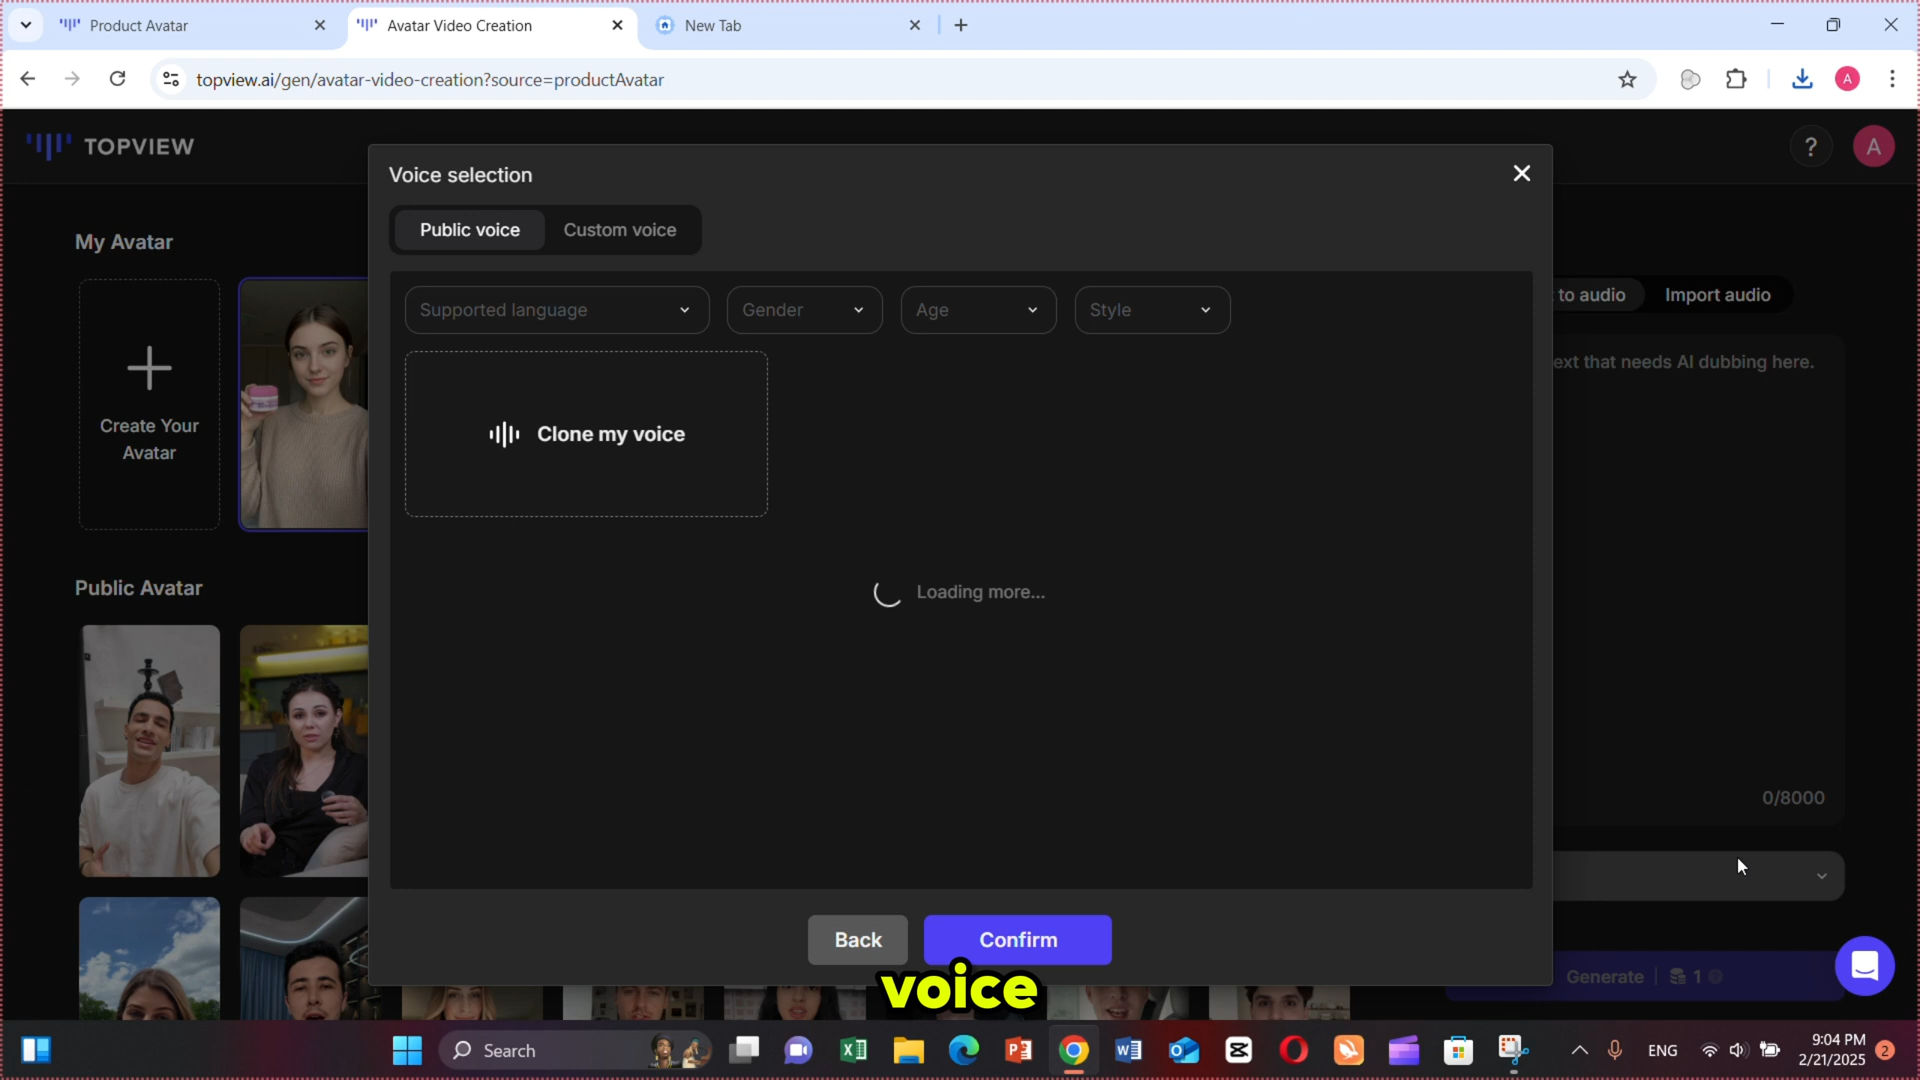 Product Avatar
Avatar Video Creation
New Tab
topview.ai/gen/avatar-video-creation?source=productAvatar
A
TOPVIEW
?
A
Voice selection
Public voice
Custom voice
My Avatar
Supported language
Gender
Age
Style
to audio
Import audio
ext that needs AI dubbing here.
Create Your
Avatar
Clone my voice
Public Avatar
Loading more...
0/8000
Back
Confirm
Generate
1
voice
Search
ENG
9:04 PM
2/21/2025
2